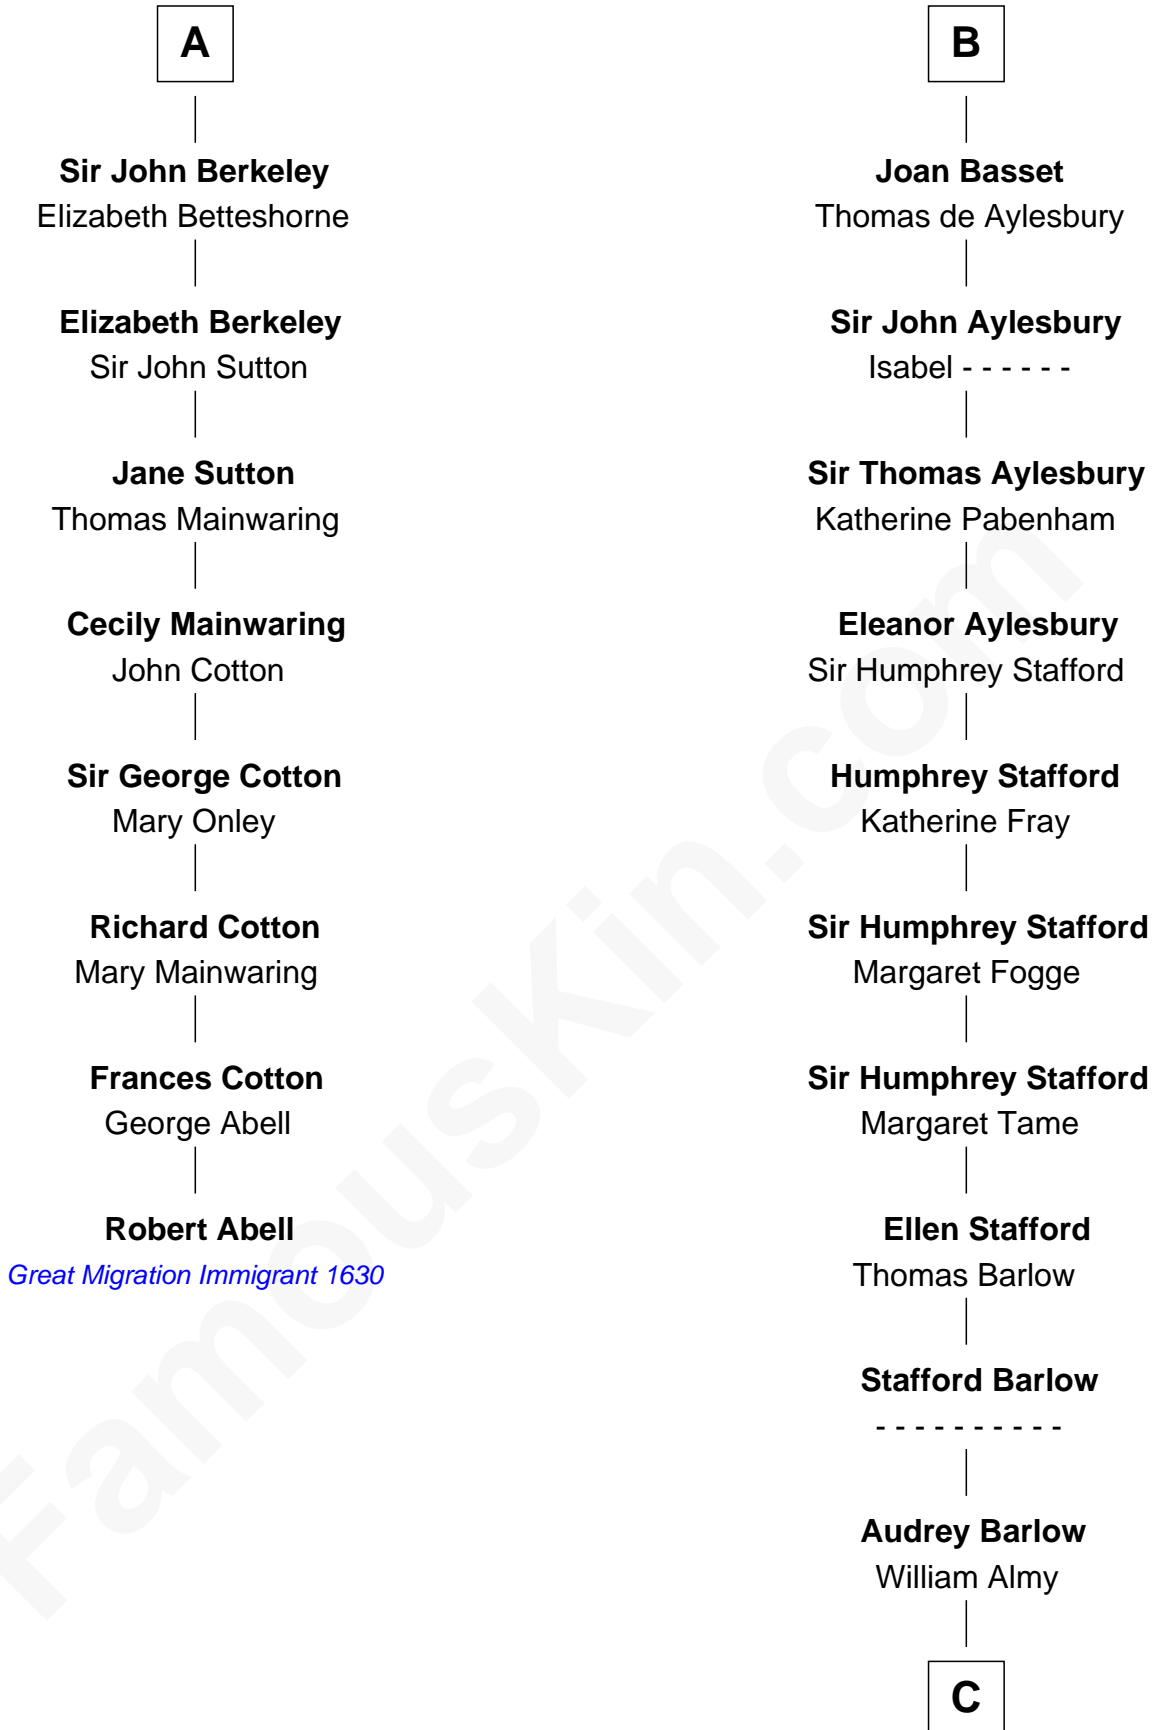 A
Sir John Berkeley
Elizabeth Betteshorne
Elizabeth Berkeley
Sir John Sutton
Jane Sutton
Thomas Mainwaring
Cecily Mainwaring
John Cotton
Sir George Cotton
Mary Onley
Richard Cotton
Mary Mainwaring
Frances Cotton
George Abell
Robert Abell
Great Migration Immigrant 1630
B
Joan Basset
Thomas de Aylesbury
Sir John Aylesbury
Isabel - - - - - -
Sir Thomas Aylesbury
Katherine Pabenham
Eleanor Aylesbury
Sir Humphrey Stafford
Humphrey Stafford
Katherine Fray
Sir Humphrey Stafford
Margaret Fogge
Sir Humphrey Stafford
Margaret Tame
Ellen Stafford
Thomas Barlow
Stafford Barlow
- - - - - - - - - -
Audrey Barlow
William Almy
C
FamousKin.com